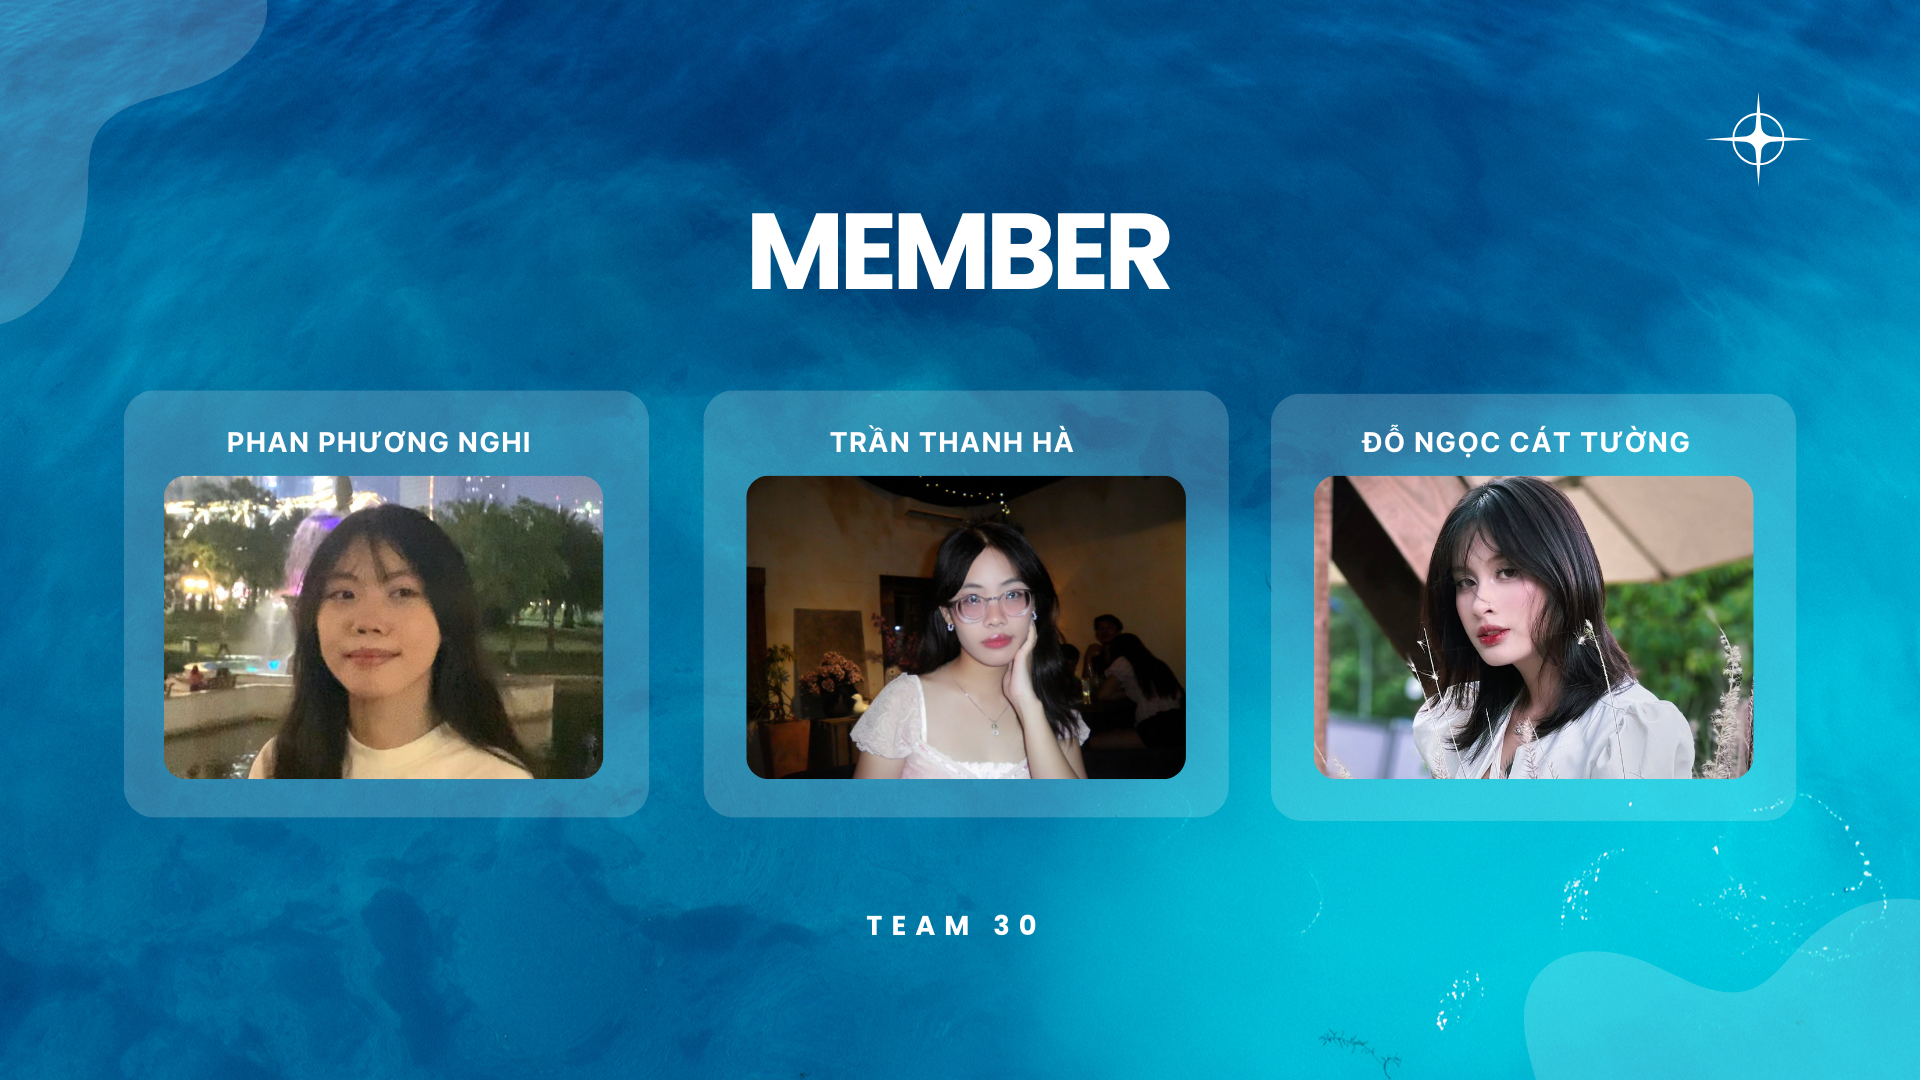 MEMBER
PHAN PHƯƠNG NGHI
TRẦN THANH HÀ
ĐỖ NGỌC CÁT TƯỜNG
TEAM 30